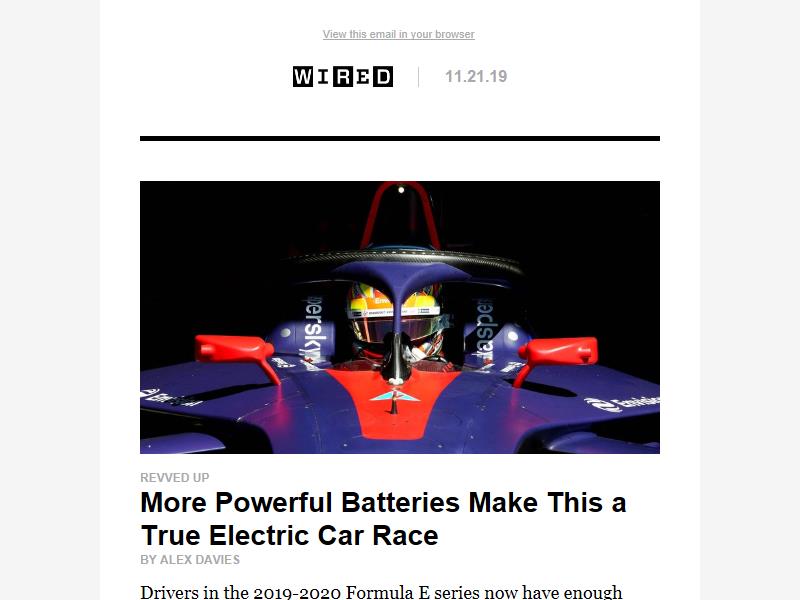 View this email in your browser
WIRED
11.21.19
Envision
REVVED UP
More Powerful Batteries Make This a
True Electric Car Race
BY ALEX DAVIES
Drivers in the 2019-2020 Formula E series now have enough